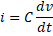 i = C dv/dt